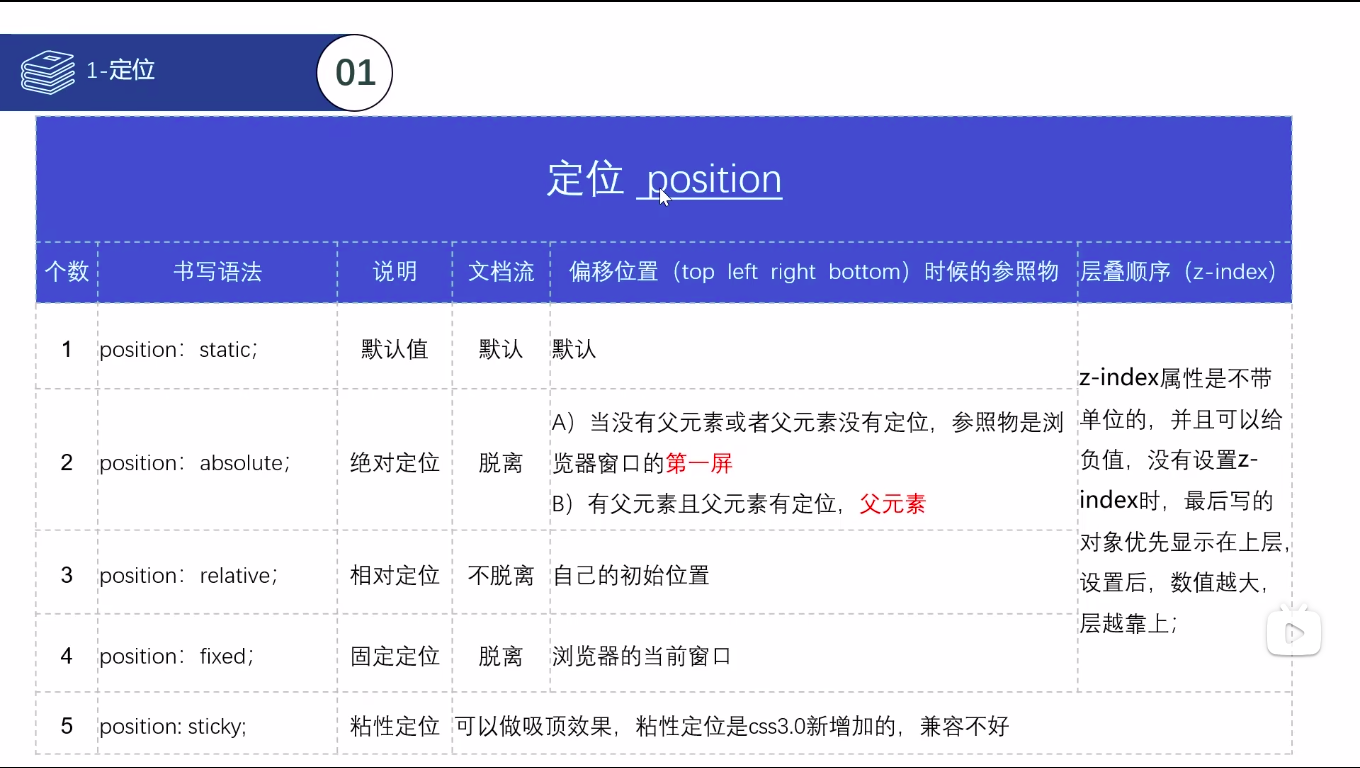 1-定位
01
定位 position
个数 书写语法 说明 文档流 偏移位置（top left right bottom）时候的参照物 层叠顺序（z-index）
1 position：static； 默认值 默认 默认
2 position：absolute； 绝对定位 脱离
A）当没有父元素或者父元素没有定位，参照物是浏
览器窗口的第一屏
B）有父元素且父元素有定位，父元素
3 position：relative； 相对定位 不脱离 自己的初始位置
4 position：fixed； 固定定位 脱离 浏览器的当前窗口
z-index属性是不带
单位的，并且可以给
负值，没有设置z-
index时，最后写的
对象优先显示在上层，
设置后，数值越大，
层越靠上；
5 position: sticky; 粘性定位 可以做吸顶效果，粘性定位是css3.0新增加的，兼容不好